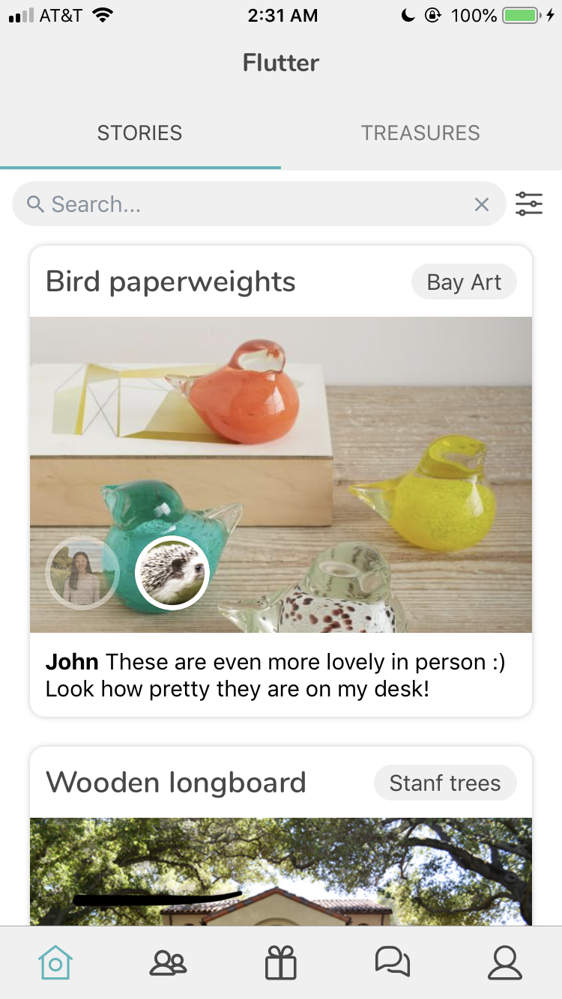 AT&T 2:31 AM 100%
Flutter
STORIES TREASURES
Search...
Bird paperweights Bay Art
John These are even more lovely in person :)
Look how pretty they are on my desk!
Wooden longboard Stanf trees